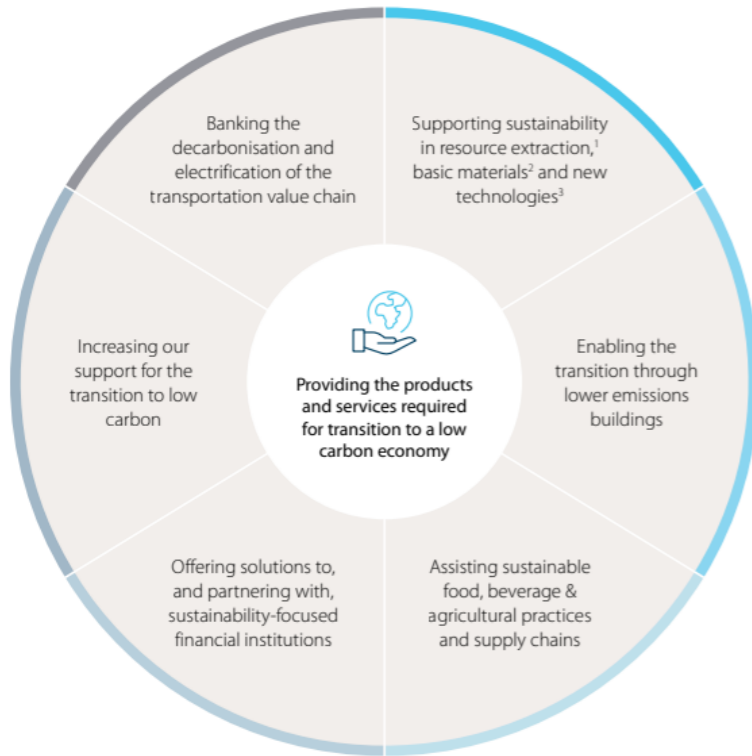 Banking the
decarbonisation and
electrification of the
transportation value chain
Supporting sustainability
in resource extraction,¹
basic materials² and new
technologies³
Increasing our
support for the
transition to low
carbon
Providing the products
and services required
for transition to a low
carbon economy
Enabling the
transition through
lower emissions
buildings
Offering solutions to,
and partnering with,
sustainability-focused
financial institutions
Assisting sustainable
food, beverage &
agricultural practices
and supply chains